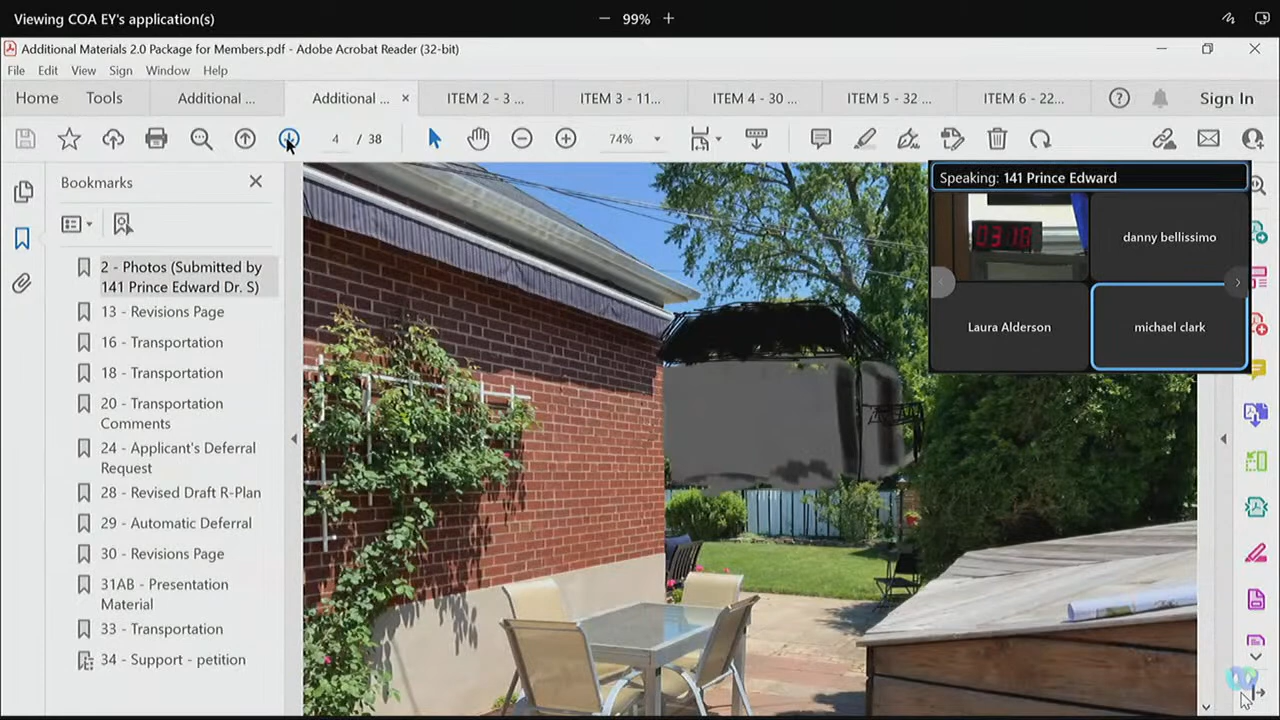 Viewing COA EY's application(s)
99%
Additional Materials 2.0 Package for Members.pdf - Adobe Acrobat Reader (32-bit)
File Edit View Sign Window Help
Home Tools Additional ... Additional ... ITEM 2 - 3 ... ITEM 3 - 11... ITEM 4 - 30 ... ITEM 5 - 32 ... ITEM 6 - 22... Sign In
4 / 38 74%
Bookmarks
2 - Photos (Submitted by
141 Prince Edward Dr. S)
13 - Revisions Page
16 - Transportation
18 - Transportation
20 - Transportation
Comments
24 - Applicant's Deferral
Request
28 - Revised Draft R-Plan
29 - Automatic Deferral
30 - Revisions Page
31AB - Presentation
Material
33 - Transportation
34 - Support - petition
Speaking: 141 Prince Edward
03:10
danny bellissimo
Laura Alderson
michael clark